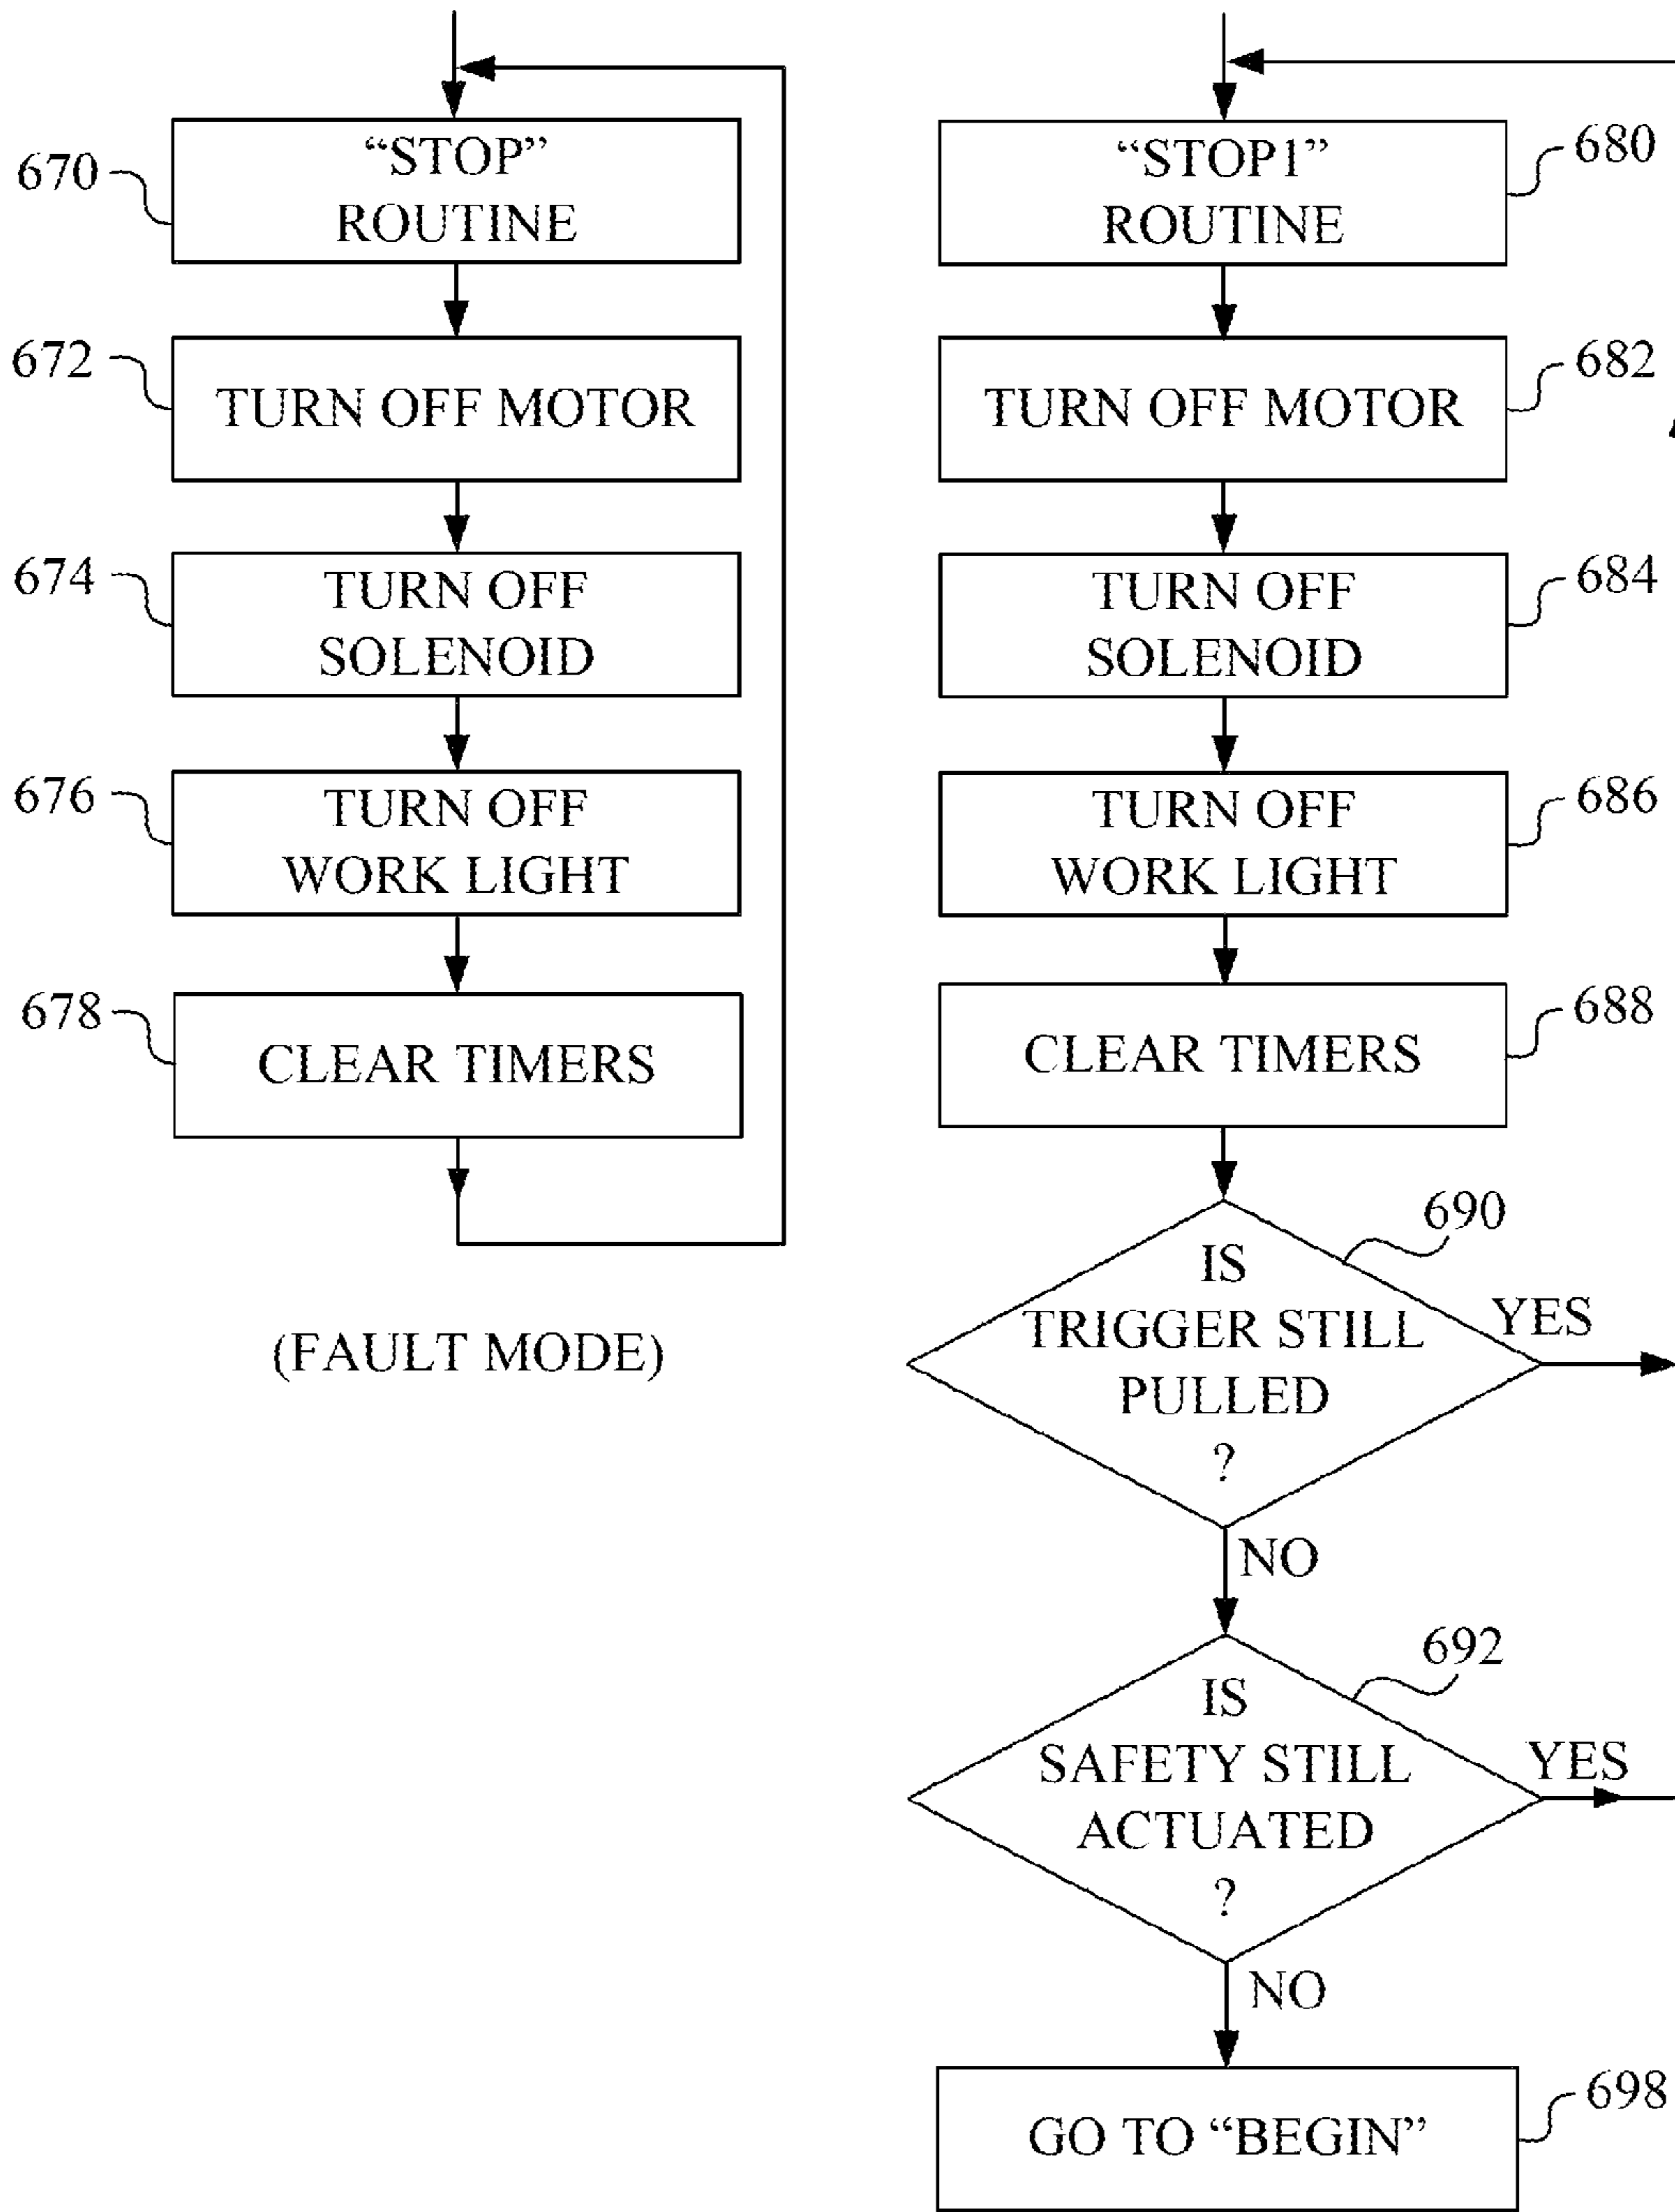 670
“STOP”
ROUTINE
672
TURN OFF MOTOR
674
TURN OFF
SOLENOID
676
TURN OFF
WORK LIGHT
678
CLEAR TIMERS
(FAULT MODE)
“STOP1”
ROUTINE
680
TURN OFF MOTOR
682
TURN OFF
SOLENOID
684
TURN OFF
WORK LIGHT
686
CLEAR TIMERS
688
690
IS
TRIGGER STILL
PULLED
?
YES
NO
692
IS
SAFETY STILL
ACTUATED
?
YES
NO
GO TO “BEGIN”
698